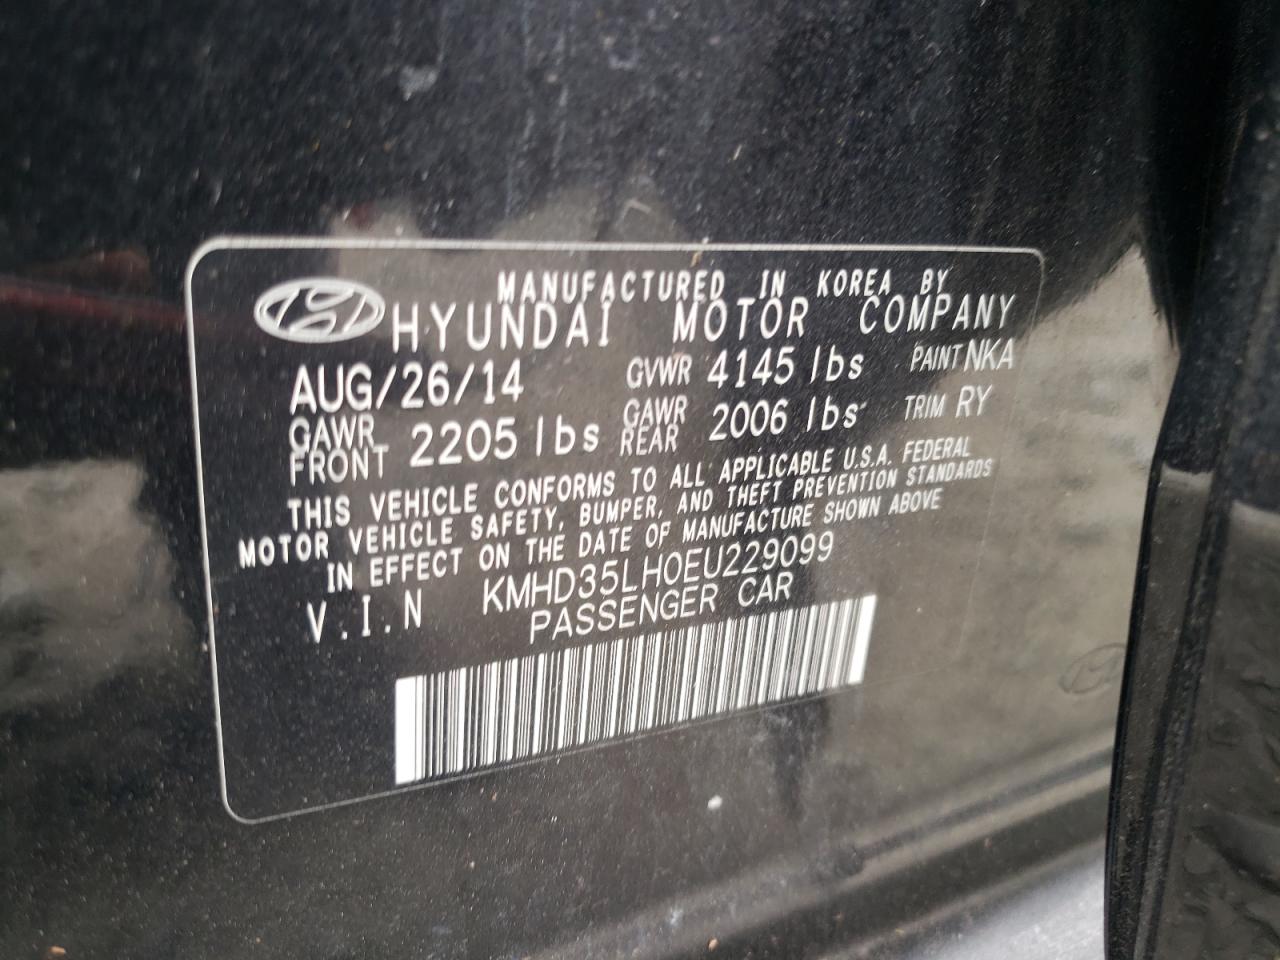 MANUFACTURED IN KOREA BY
HYUNDAI MOTOR COMPANY
AUG/26/14 GVWR 4145 lbs PAINT NKA
GAWR FRONT 2205 lbs GAWR REAR 2006 lbs TRIM RY
THIS VEHICLE CONFORMS TO ALL APPLICABLE U.S.A. FEDERAL
MOTOR VEHICLE SAFETY, BUMPER, AND THEFT PREVENTION STANDARDS
IN EFFECT ON THE DATE OF MANUFACTURE SHOWN ABOVE
V.I.N KMHD35LH0EU229099
PASSENGER CAR